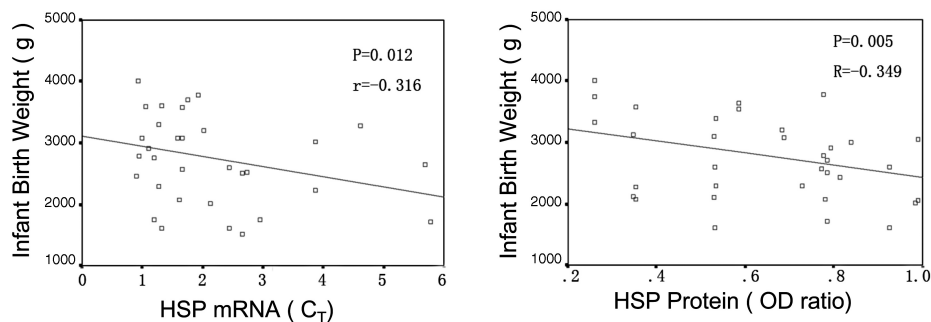 5000
4000
3000
2000
1000
Infant Birth Weight ( g )
P=0.012
r=-0.316
0 1 2 3 4 5 6
HSP mRNA ( CT)
5000
4000
3000
2000
1000
Infant Birth Weight ( g )
P=0.005
R=-0.349
.2 .4 .6 .8 1.0
HSP Protein ( OD ratio)